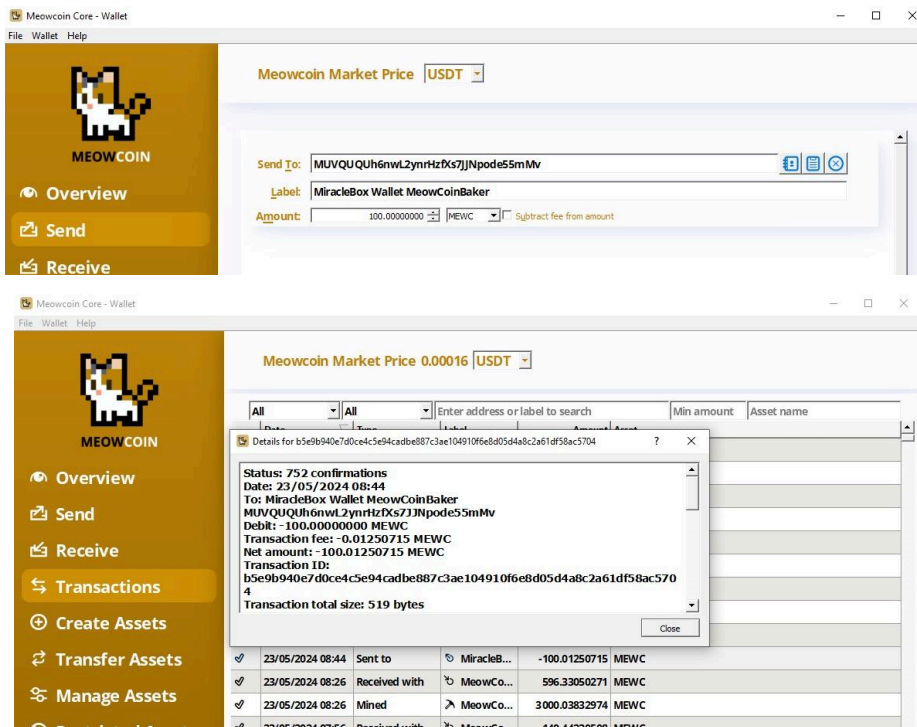 Meowcoin Core - Wallet
File Wallet Help
MEOWCOIN
Overview
Send
Receive
Meowcoin Market Price USDT
Send To: MUVQUQUh6nwL2ynrHzfXs7JJNpode55mMv
Label: MiracleBox Wallet MeowCoinBaker
Amount: 100.00000000 MEWC Subtract fee from amount
Meowcoin Core - Wallet
File Wallet Help
MEOWCOIN
Overview
Send
Receive
Transactions
Create Assets
Transfer Assets
Manage Assets
Meowcoin Market Price 0.00016 USDT
All All Enter address or label to search Min amount Asset name
Date Type Label Amount Asset
Details for b5e9b940e7d0ce4c5e94cadbe887c3ae104910f6e8d05d4a8c2a61df58ac5704 ? X
Status: 752 confirmations
Date: 23/05/2024 08:44
To: MiracleBox Wallet MeowCoinBaker
MUVQUQUh6nwL2ynrHzfXs7JJNpode55mMv
Debit: -100.00000000 MEWC
Transaction fee: -0.01250715 MEWC
Net amount: -100.01250715 MEWC
Transaction ID:
b5e9b940e7d0ce4c5e94cadbe887c3ae104910f6e8d05d4a8c2a61df58ac570
4
Transaction total size: 519 bytes
Close
23/05/2024 08:44 Sent to MiracleB... -100.01250715 MEWC
23/05/2024 08:26 Received with MeowCo... 596.33050271 MEWC
23/05/2024 08:26 Mined MeowCo... 3000.03832974 MEWC